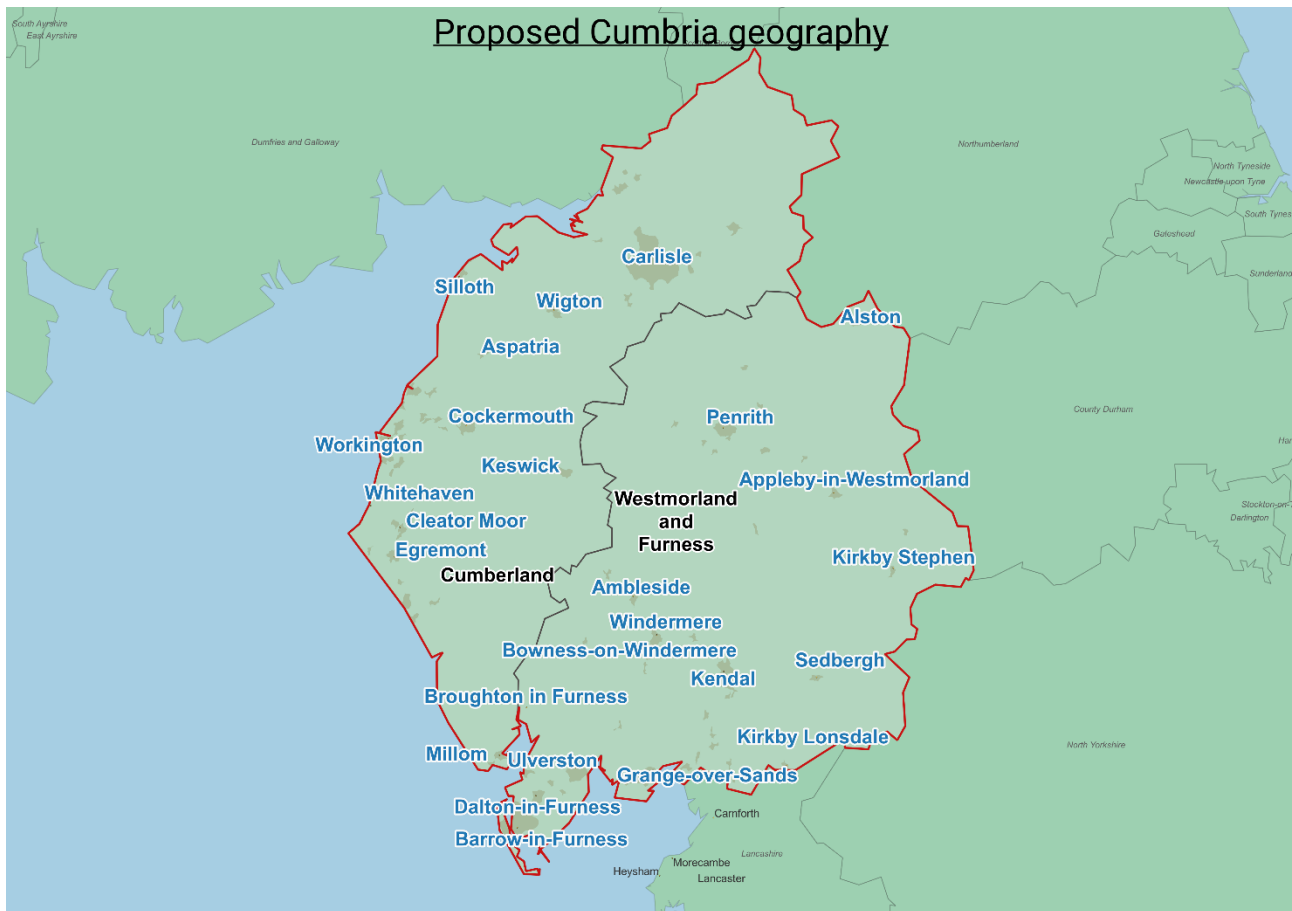 Proposed Cumbria geography
South Ayrshire
East Ayrshire
Dumfries and Galloway
Northumberland
North Tyneside
Newcastle upon Tyne
South Tynes
Gateshead
Sunderland
Carlisle
Silloth
Wigton
Alston
Aspatria
County Durham
Cockermouth
Penrith
Workington
Keswick
Appleby-in-Westmorland
Whitehaven
Westmorland
and
Furness
Stockton-on-T
Darlington
Cleator Moor
Egremont
Kirkby Stephen
Cumberland
Ambleside
Windermere
Bowness-on-Windermere
Sedbergh
Kendal
Broughton in Furness
Kirkby Lonsdale
North Yorkshire
Millom
Ulverston
Grange-over-Sands
Dalton-in-Furness
Carnforth
Barrow-in-Furness
Lancashire
Morecambe
Heysham
Lancaster